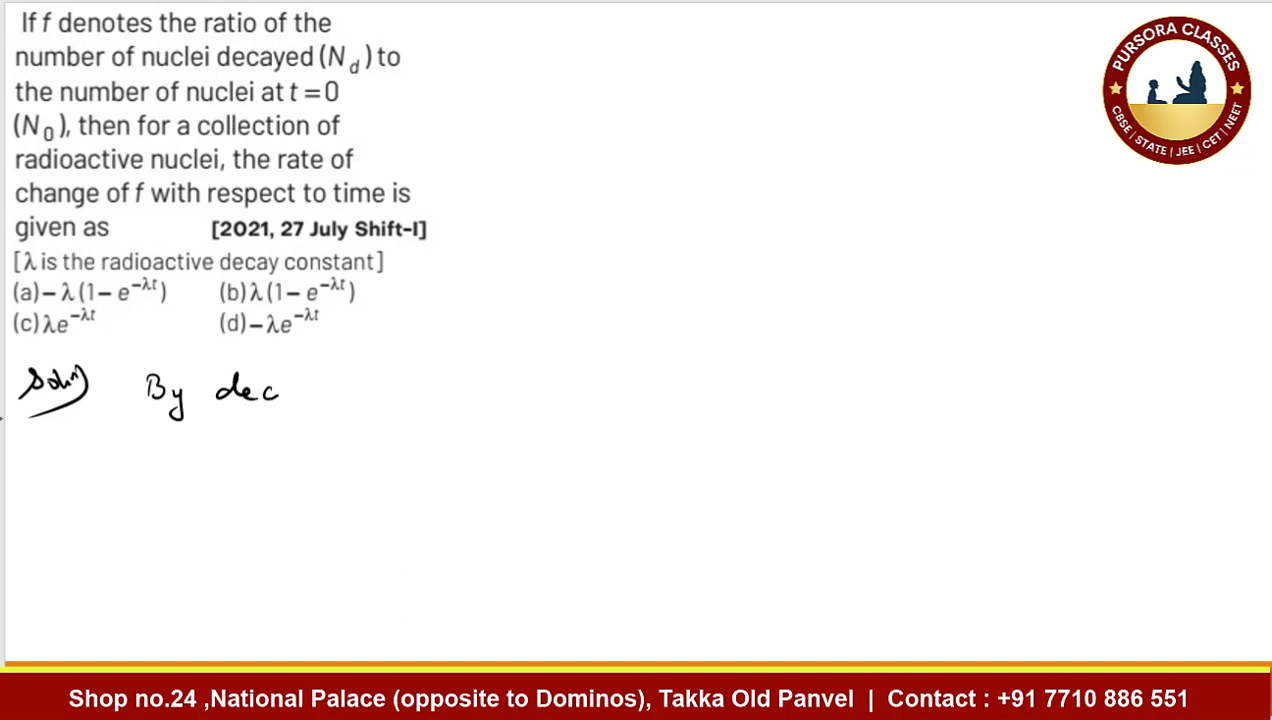 If f denotes the ratio of the
number of nuclei decayed (N_d) to
the number of nuclei at t = 0
(N_0), then for a collection of
radioactive nuclei, the rate of
change of f with respect to time is
given as [2021, 27 July Shift-I]
[λ is the radioactive decay constant]
(a) – λ (1 – e^{–λt}) (b) λ (1 – e^{–λt})
(c) λe^{–λt} (d) – λe^{–λt}
Soln) By dec
PURSORA CLASSES
CBSE | STATE | JEE | CET | NEET
Shop no.24 ,National Palace (opposite to Dominos), Takka Old Panvel | Contact : +91 7710 886 551